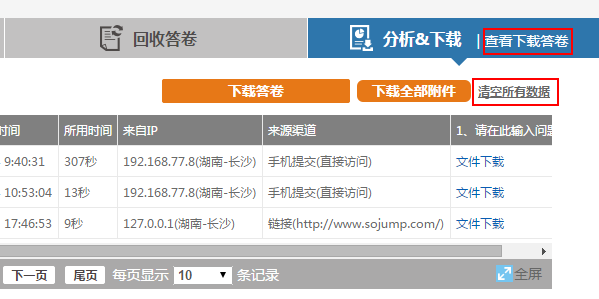 回收答卷 分析&下载 | 查看下载答卷
下载答卷 下载全部附件 清空所有数据
时间 所用时间 来自IP 来源渠道 1、请在此输入问题
9:40:31 307秒 192.168.77.8(湖南-长沙) 手机提交(直接访问) 文件下载
10:53:04 13秒 192.168.77.8(湖南-长沙) 手机提交(直接访问) 文件下载
17:46:53 9秒 127.0.0.1(湖南-长沙) 链接(http://www.sojump.com/) 文件下载
下一页 尾页 每页显示 10 条记录 全屏